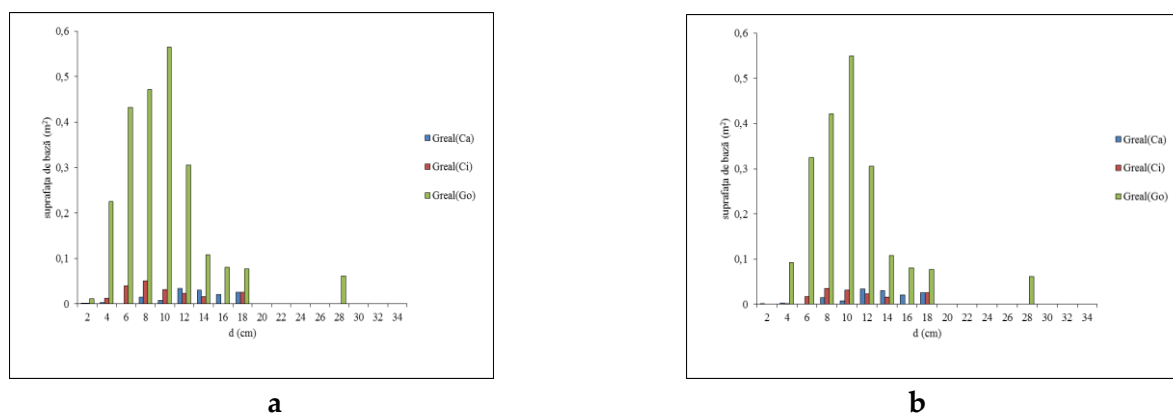 0,6
0,5
0,4
0,3
0,2
0,1
0
suprafața de bază (m²)
2 4 6 8 10 12 14 16 18 20 22 24 26 28 30 32 34
d (cm)
Greal(Ca)
Greal(Ci)
Greal(Go)
a
0,6
0,5
0,4
0,3
0,2
0,1
0
suprafața de bază (m²)
2 4 6 8 10 12 14 16 18 20 22 24 26 28 30 32 34
d (cm)
Greal(Ca)
Greal(Ci)
Greal(Go)
b